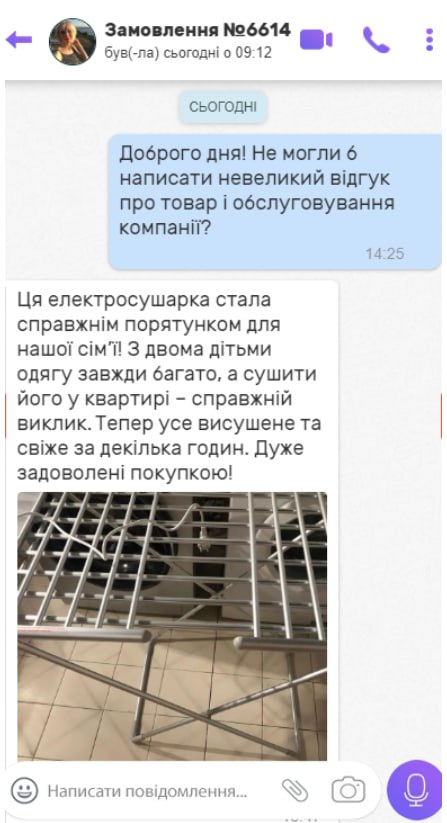 Замовлення №6614
був(-ла) сьогодні о 09:12
СЬОГОДНІ
Доброго дня! Не могли б
написати невеликий відгук
про товар і обслуговування
компанії?
14:25
Ця електросушарка стала
справжнім порятунком для
нашої сім’ї! З двома дітьми
одягу завжди багато, а сушити
його у квартирі – справжній
виклик. Тепер усе висушене та
свіже за декілька годин. Дуже
задоволені покупкою!
Написати повідомлення...